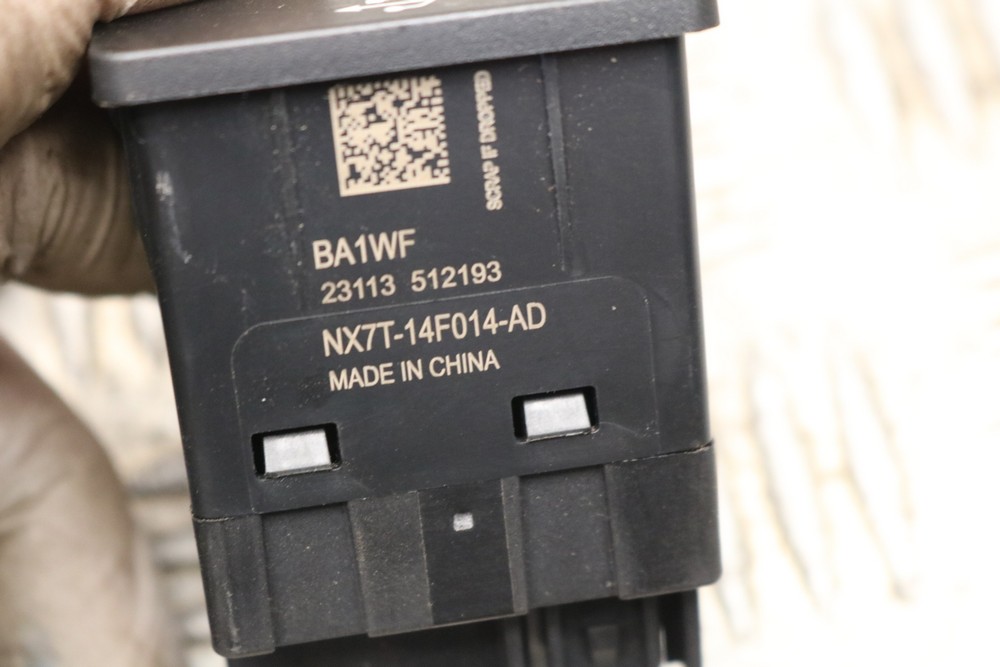 SCRAP IF DROPPED
BA1WF
23113 512193
NX7T-14F014-AD
MADE IN CHINA